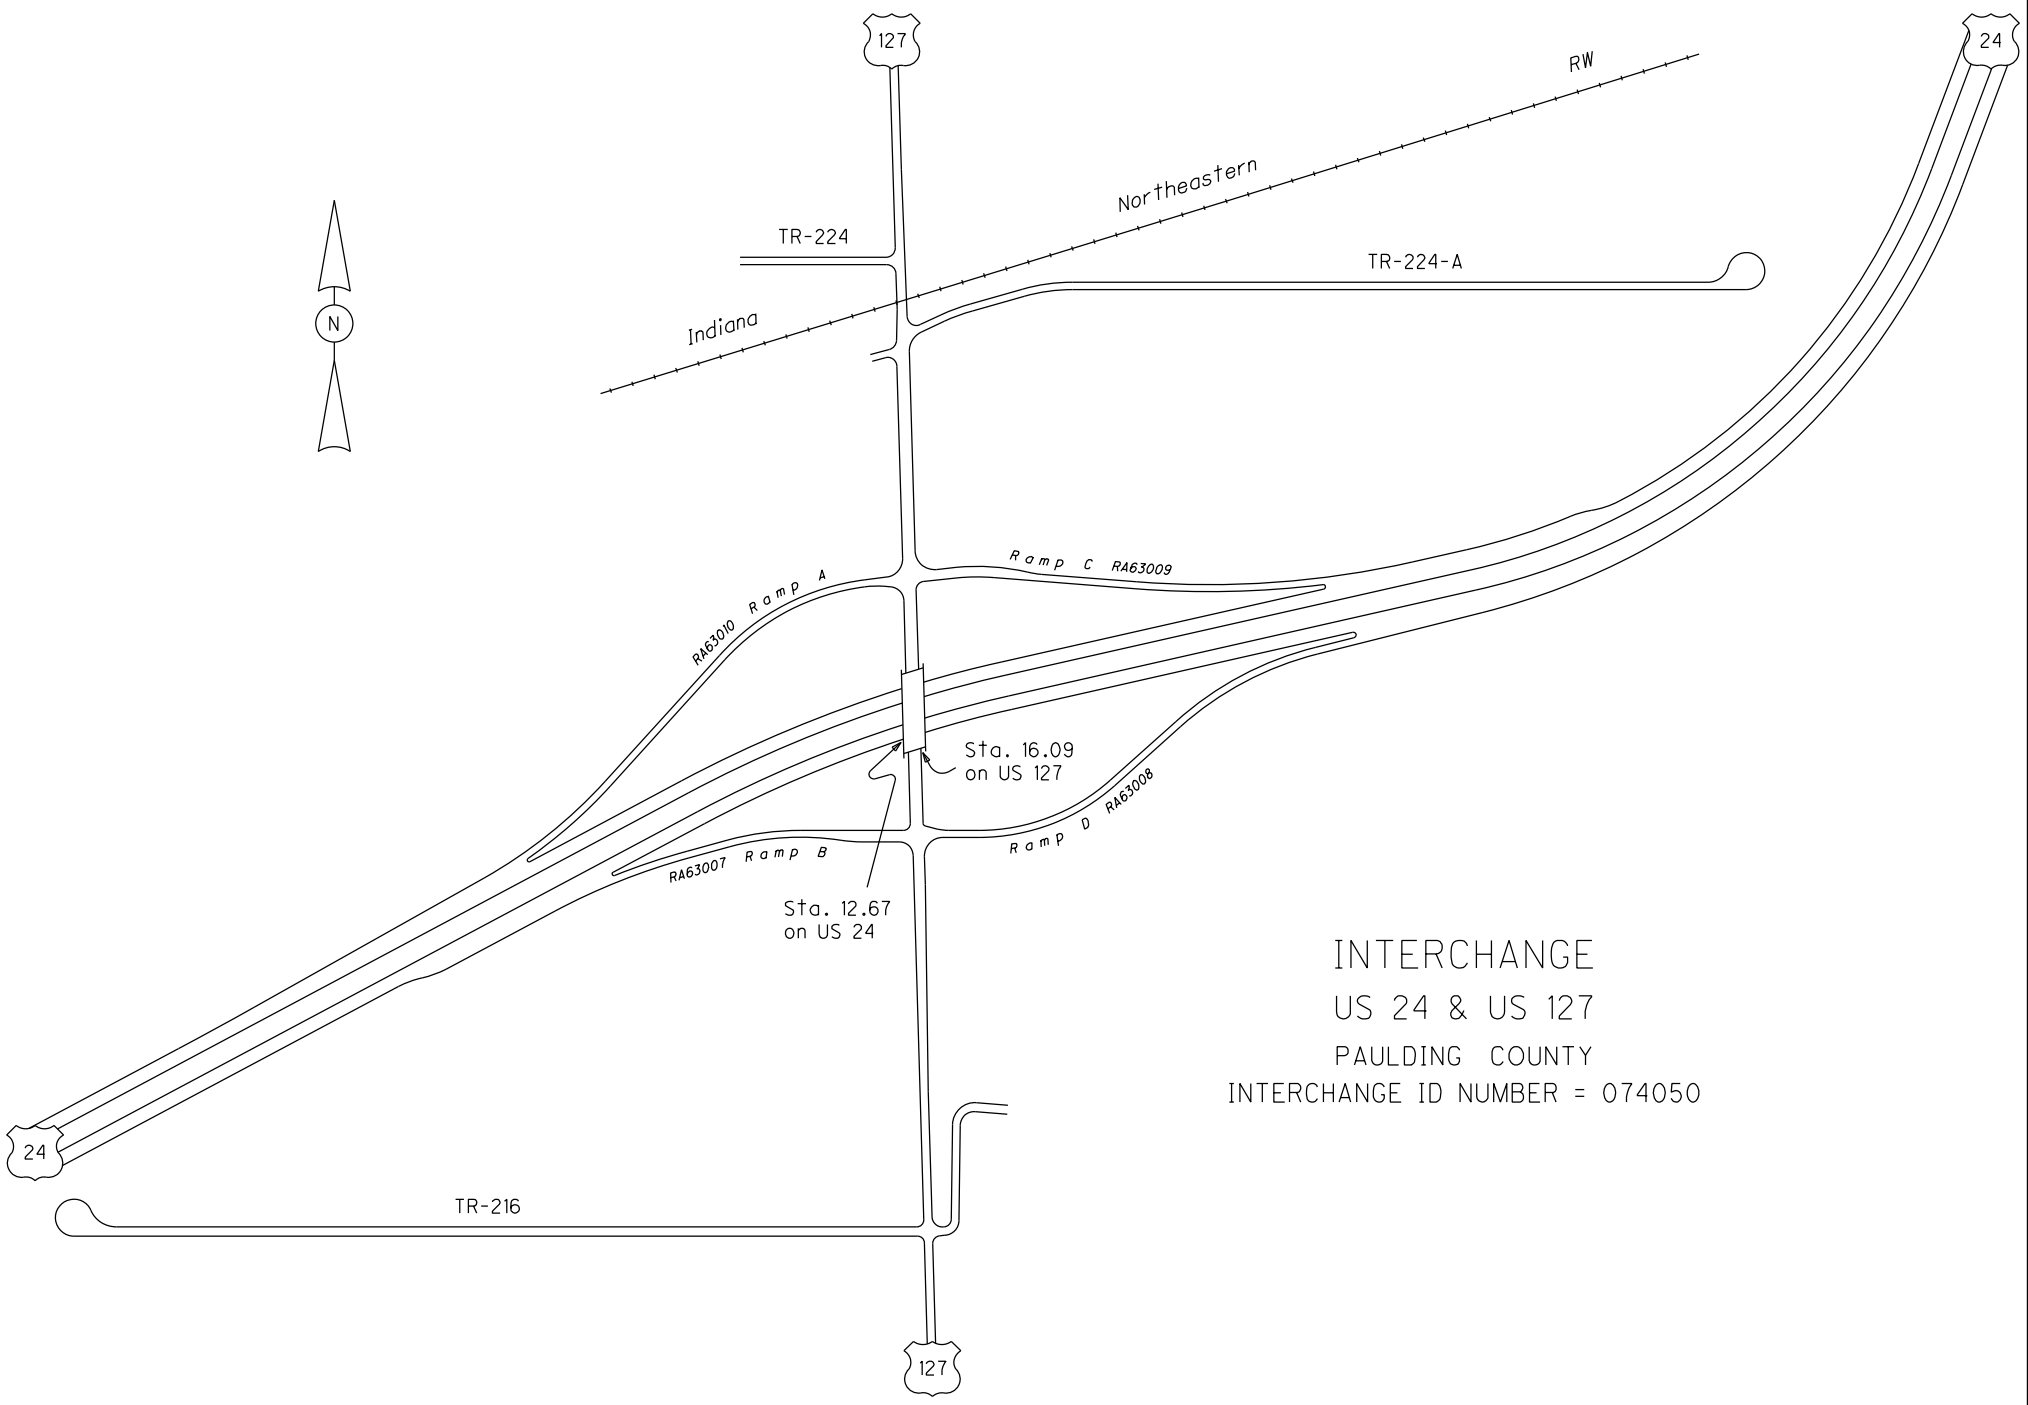 127
24
RW
Northeastern
TR-224
TR-224-A
Indiana
N
Ramp C RA63009
RA63010 Ramp A
Sta. 16.09
on US 127
RA63007 Ramp B
Ramp D RA63008
Sta. 12.67
on US 24
INTERCHANGE
US 24 & US 127
PAULDING COUNTY
INTERCHANGE ID NUMBER = 074050
24
TR-216
127